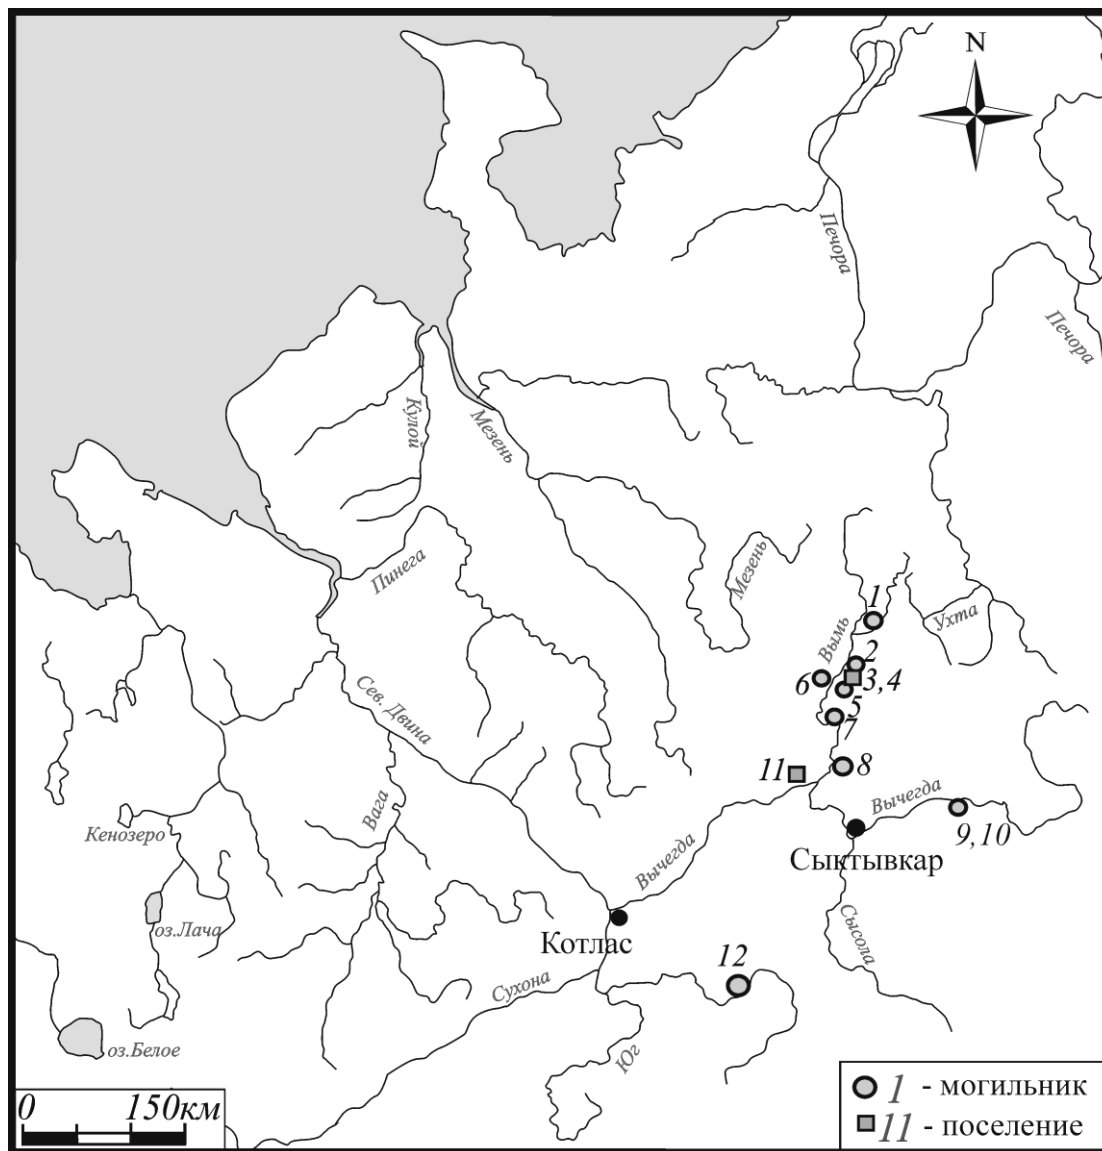 N
Печора
Печора
Кулой
Мезень
Пинега
Мезень
Ухта
1
Вымь
2
6
3,4
5
7
Сев. Двина
11
8
Вычегда
9,10
Вага
Кенозеро
Сыктывкар
Вычегда
оз.Лача
Котлас
Сысола
12
Сухона
оз.Белое
Юг
0 150км
1 - могильник
11 - поселение